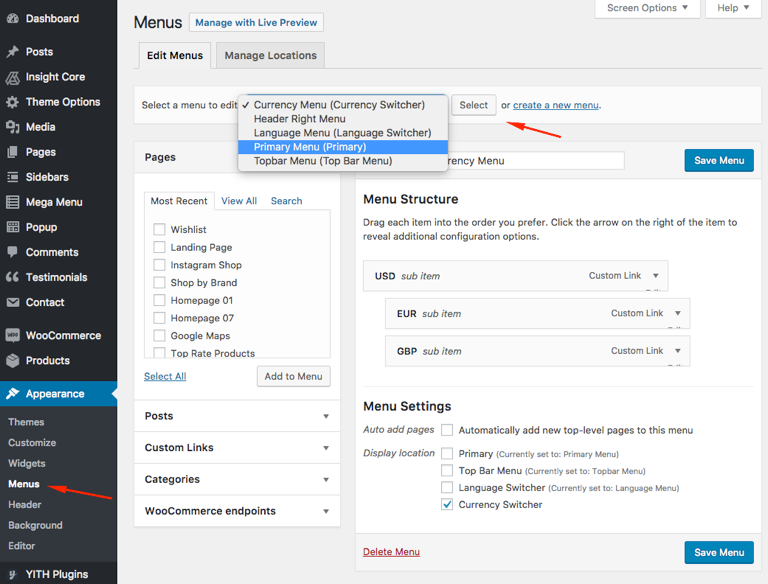 Dashboard
Posts
Insight Core
Theme Options
Media
Pages
Sidebars
Mega Menu
Popup
Comments
Testimonials
Contact
WooCommerce
Products
Appearance
Themes
Customize
Widgets
Menus
Header
Background
Editor
YITH Plugins
Screen Options ▼
Help ▼
Menus
Manage with Live Preview
Edit Menus
Manage Locations
Select a menu to edit
✓ Currency Menu (Currency Switcher)
Header Right Menu
Language Menu (Language Switcher)
Primary Menu (Primary)
Topbar Menu (Top Bar Menu)
Select
or create a new menu.
Pages
Most Recent
View All
Search
Wishlist
Landing Page
Instagram Shop
Shop by Brand
Homepage 01
Homepage 07
Google Maps
Top Rate Products
Select All
Add to Menu
Posts
Custom Links
Categories
WooCommerce endpoints
rency Menu
Save Menu
Menu Structure
Drag each item into the order you prefer. Click the arrow on the right of the item to
reveal additional configuration options.
USD sub item Custom Link
EUR sub item Custom Link
GBP sub item Custom Link
Menu Settings
Auto add pages Automatically add new top-level pages to this menu
Display location Primary (Currently set to: Primary Menu)
Top Bar Menu (Currently set to: Topbar Menu)
Language Switcher (Currently set to: Language Menu)
Currency Switcher
Delete Menu
Save Menu